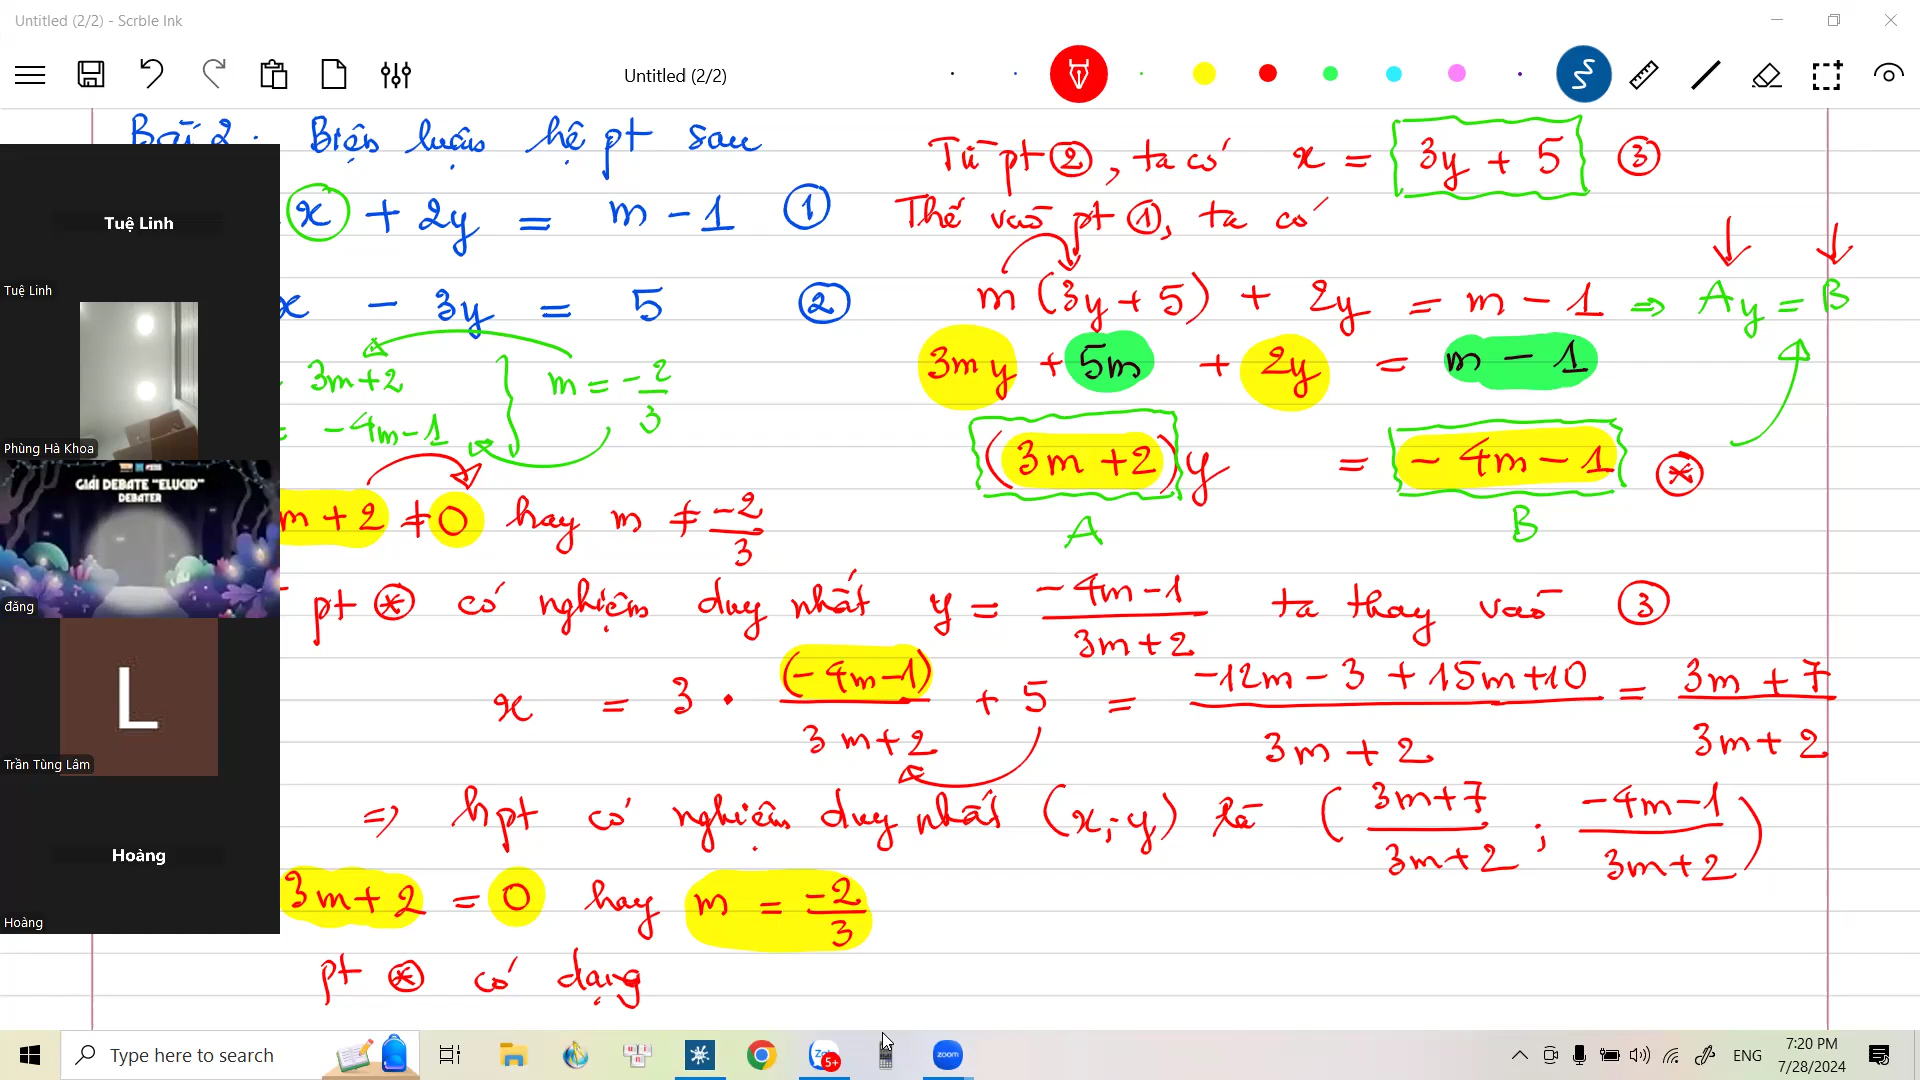 Untitled (2/2) - Scrble Ink
Untitled (2/2)
Bài 2. Biện luận hệ pt sau
x + 2y = m - 1 ①
x - 3y = 5 ②
= 3m+2
= -4m-1
m = -2/3
m + 2 ≠ 0 hay m ≠ -2/3
Từ pt ②, ta có x = 3y + 5 ③
Thế vào pt ①, ta có
m (3y+5) + 2y = m - 1 => Ay = B
3my + 5m + 2y = m - 1
(3m+2)y = -4m-1 (*)
A B
pt (*) có nghiệm duy nhất y = (-4m-1)/(3m+2) ta thay vào ③
x = 3 . (-4m-1)/(3m+2) + 5 = (-12m-3+15m+10)/(3m+2) = (3m+7)/(3m+2)
=> hpt có nghiệm duy nhất (x;y) là ((3m+7)/(3m+2) ; (-4m-1)/(3m+2))
3m+2 = 0 hay m = -2/3
pt (*) có dạng
Tuệ Linh
Tuệ Linh
Phùng Hà Khoa
GIẢI DEBATE "ELUCID"
DEBATER
đăng
L
Trần Tùng Lâm
Hoàng
Hoàng
Type here to search
5+
zoom
ENG
7:20 PM
7/28/2024